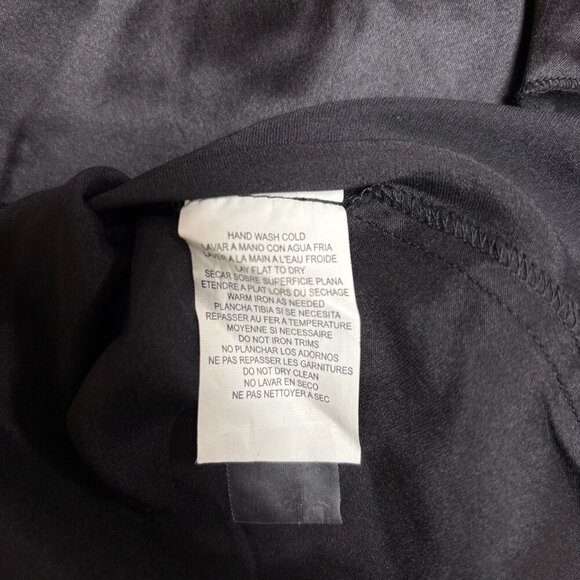 HAND WASH COLD
LAVAR A MANO CON AGUA FRIA
LAVER A LA MAIN A L'EAU FROIDE
LAY FLAT TO DRY
SECAR SOBRE SUPERFICIE PLANA
ETENDRE A PLAT LORS DU SECHAGE
WARM IRON AS NEEDED
PLANCHA TIBIA SI SE NECESITA
REPASSER AU FER A TEMPERATURE
MOYENNE SI NECESSAIRE
DO NOT IRON TRIMS
NO PLANCHAR LOS ADORNOS
NE PAS REPASSER LES GARNITURES
DO NOT DRY CLEAN
NO LAVAR EN SECO
NE PAS NETTOYER A SEC